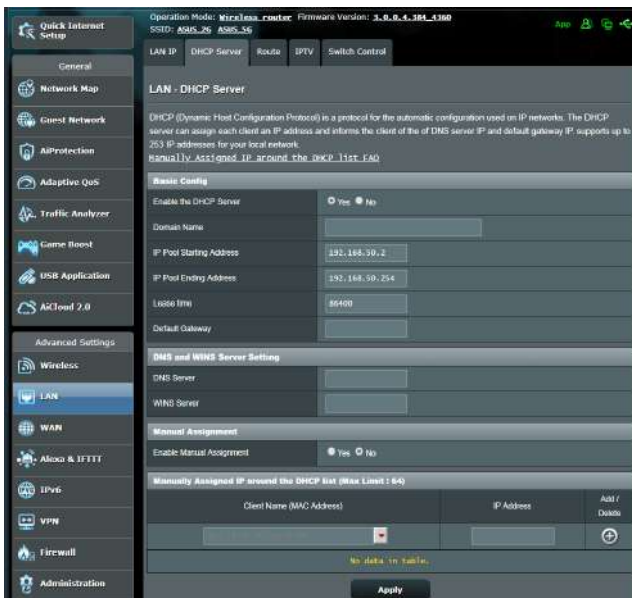 Quick Internet
Setup
General
Network Map
Guest Network
AiProtection
Adaptive QoS
Traffic Analyzer
Game Boost
USB Application
AiCloud 2.0
Advanced Settings
Wireless
LAN
WAN
Alexa & IFTTT
IPv6
VPN
Firewall
Administration
Operation Mode: Wireless router Firmware Version: 3.0.0.4.384_4360
SSID: ASUS_26 ASUS_5G
App
LAN IP DHCP Server Route IPTV Switch Control
LAN - DHCP Server
DHCP (Dynamic Host Configuration Protocol) is a protocol for the automatic configuration used on IP networks. The DHCP
server can assign each client an IP address and informs the client of the of DNS server IP and default gateway IP. supports up to
253 IP addresses for your local network.
Manually Assigned IP around the DHCP list FAQ
Basic Config
Enable the DHCP Server Yes No
Domain Name
IP Pool Starting Address 192.168.50.2
IP Pool Ending Address 192.168.50.254
Lease time 86400
Default Gateway
DNS and WINS Server Setting
DNS Server
WINS Server
Manual Assignment
Enable Manual Assignment Yes No
Manually Assigned IP around the DHCP list (Max Limit : 64)
Client Name (MAC Address) IP Address Add / Delete
No data in table.
Apply